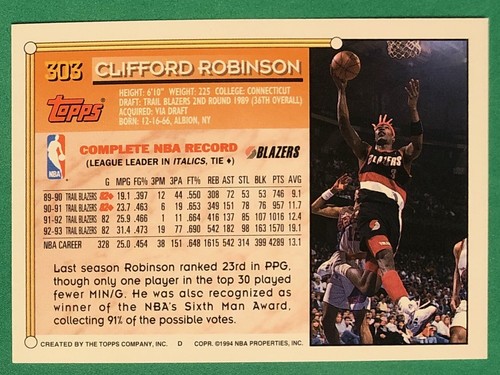 303 CLIFFORD ROBINSON
Topps
HEIGHT: 6'10" WEIGHT: 225 COLLEGE: CONNECTICUT
DRAFT: TRAIL BLAZERS 2ND ROUND 1989 (36TH OVERALL)
ACQUIRED: VIA DRAFT
BORN: 12-16-66, ALBION, NY
NBA
COMPLETE NBA RECORD
(LEAGUE LEADER IN ITALICS, TIE ♦)
BLAZERS
G MPG FG% 3PM 3PA FT% REB AST STL BLK PTS AVG
89-90 TRAIL BLAZERS 82♦ 19.1 .397 12 44 .550 308 72 53 53 746 9.1
90-91 TRAIL BLAZERS 82♦ 23.7 .463 6 19 .653 349 151 78 76 957 11.7
91-92 TRAIL BLAZERS 82 25.9 .466 1 11 .664 416 137 85 107 1016 12.4
92-93 TRAIL BLAZERS 82 31.4 .473 19 77 .690 542 182 98 163 1570 19.1
NBA CAREER 328 25.0 .454 38 151 .648 1615 542 314 399 4289 13.1
Last season Robinson ranked 23rd in PPG,
though only one player in the top 30 played
fewer MIN/G. He was also recognized as
winner of the NBA's Sixth Man Award,
collecting 91% of the possible votes.
CREATED BY THE TOPPS COMPANY, INC. D COPR. ©1994 NBA PROPERTIES, INC.
BLAZERS
3